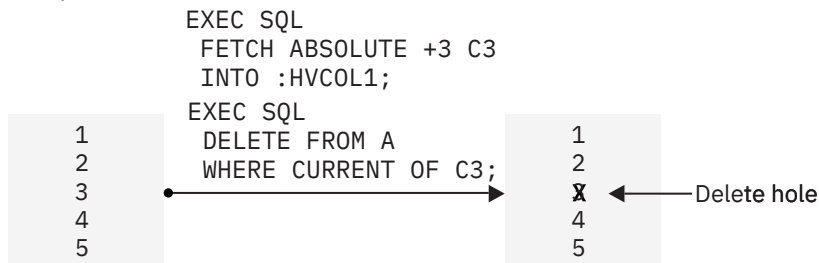 EXEC SQL
FETCH ABSOLUTE +3 C3
INTO :HVCOL1;
EXEC SQL
DELETE FROM A
WHERE CURRENT OF C3;
1
2
3
4
5
1
2
X
4
5
Delete hole